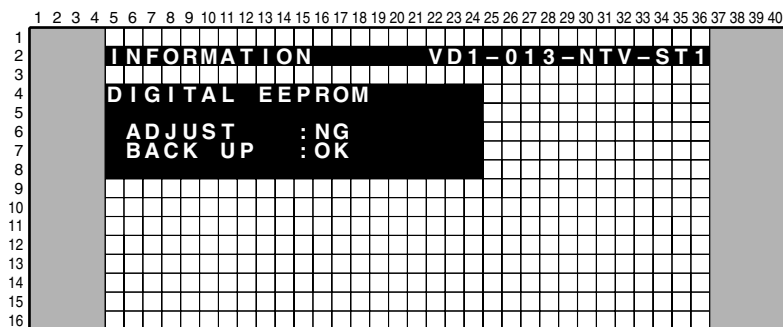 1 2 3 4 5 6 7 8 9 10 11 12 13 14 15 16 17 18 19 20 21 22 23 24 25 26 27 28 29 30 31 32 33 34 35 36 37 38 39 40
1
2 INFORMATION VD1-013-NTV-ST1
3
4 DIGITAL EEPROM
5
6 ADJUST :NG
7 BACK UP :OK
8
9
10
11
12
13
14
15
16